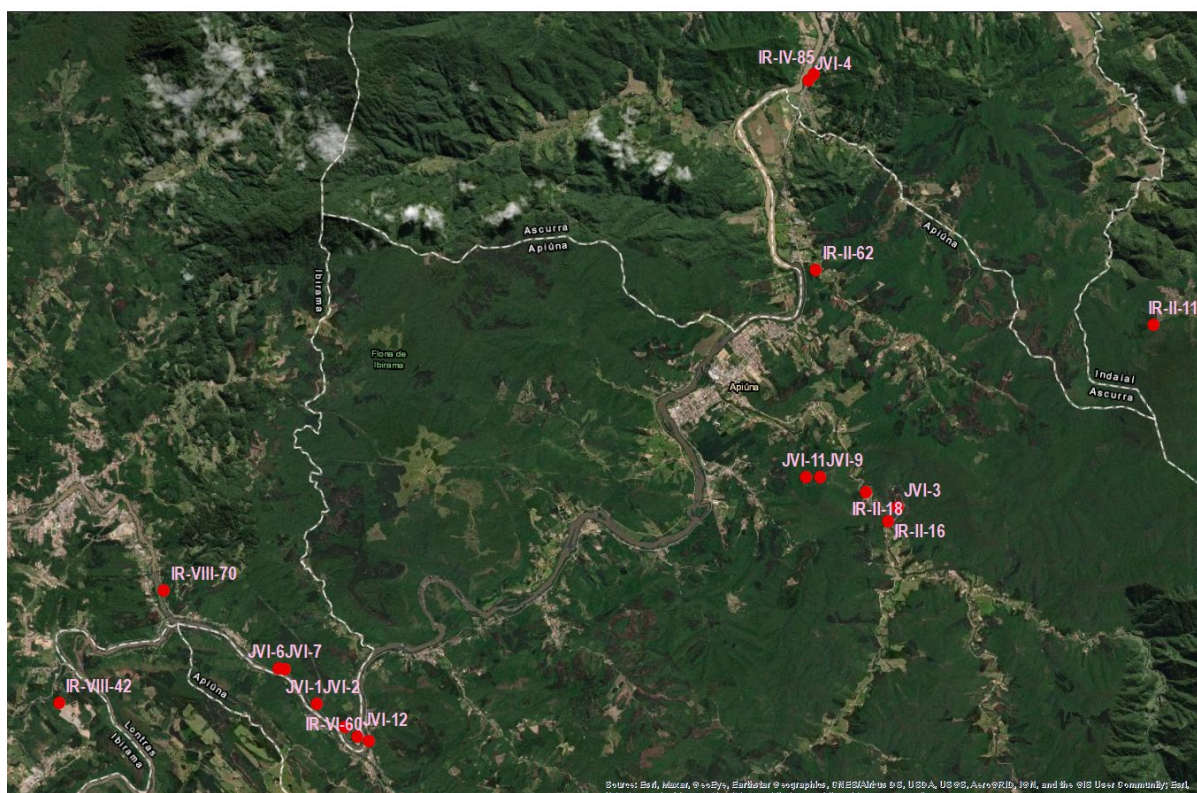 IR-IV-85
JVI-4
Ascurra
Apiúna
Apiúna
IR-II-62
Ibirama
IR-II-11
Flona de
Ibirama
Indaial
Ascurra
Apiúna
JVI-11
JVI-9
JVI-3
IR-II-18
IR-II-16
IR-VIII-70
JVI-6
JVI-7
Apiúna
IR-VIII-42
JVI-1
JVI-2
IR-VI-60
JVI-12
Lontras
Ibirama
Source: Esri, Maxar, GeoEye, Earthstar Geographics, CNES/Airbus DS, USDA, USGS, AeroGRID, IGN, and the GIS User Community; Esri,